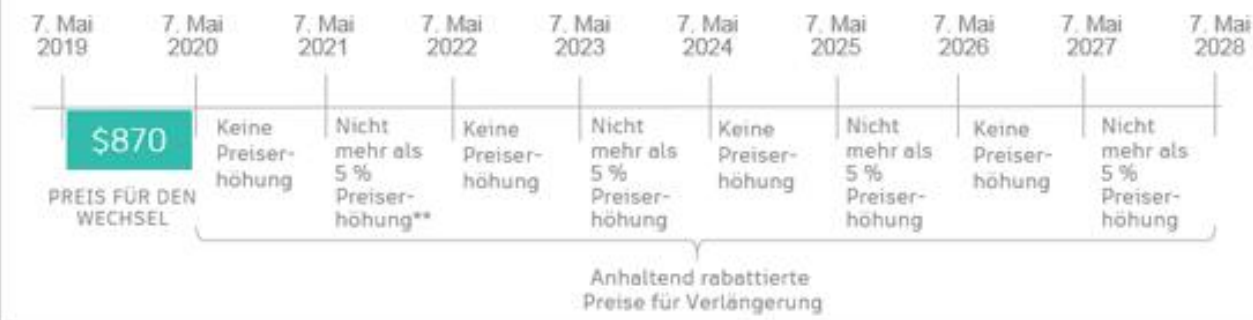 7. Mai 2019
7. Mai 2020
7. Mai 2021
7. Mai 2022
7. Mai 2023
7. Mai 2024
7. Mai 2025
7. Mai 2026
7. Mai 2027
7. Mai 2028
$870
PREIS FÜR DEN
WECHSEL
Keine
Preiser-
höhung
Nicht
mehr als
5 %
Preiser-
höhung**
Keine
Preiser-
höhung
Nicht
mehr als
5 %
Preiser-
höhung
Keine
Preiser-
höhung
Nicht
mehr als
5 %
Preiser-
höhung
Keine
Preiser-
höhung
Nicht
mehr als
5 %
Preiser-
höhung
Anhaltend rabattierte
Preise für Verlängerung